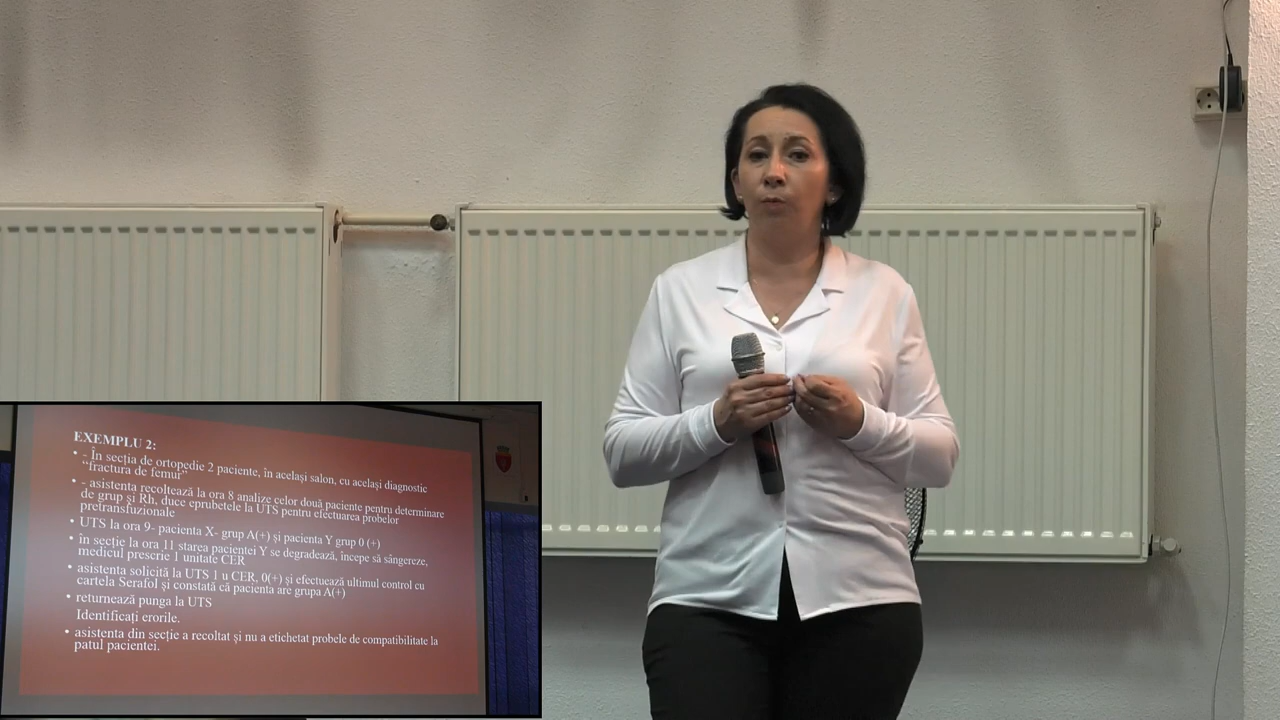 EXEMPLU 2:
• - În secția de ortopedie 2 paciente, în același salon, cu același diagnostic
“fractura de femur”
• - asistenta recoltează la ora 8 analize celor două paciente pentru determinare
de grup și Rh, duce eprubetele la UTS pentru efectuarea probelor
pretransfuzionale
• UTS la ora 9- pacienta X- grup A(+) și pacienta Y grup 0 (+)
• în secție la ora 11 starea pacientei Y se degradează, începe să sângereze,
medicul prescrie 1 unitate CER
• asistenta solicită la UTS 1 u CER, 0(+) și efectuează ultimul control cu
cartela Serafol și constată că pacienta are grupa A(+)
• returnează punga la UTS
Identificați erorile.
• asistenta din secție a recoltat și nu a etichetat probele de compatibilitate la
patul pacientei.